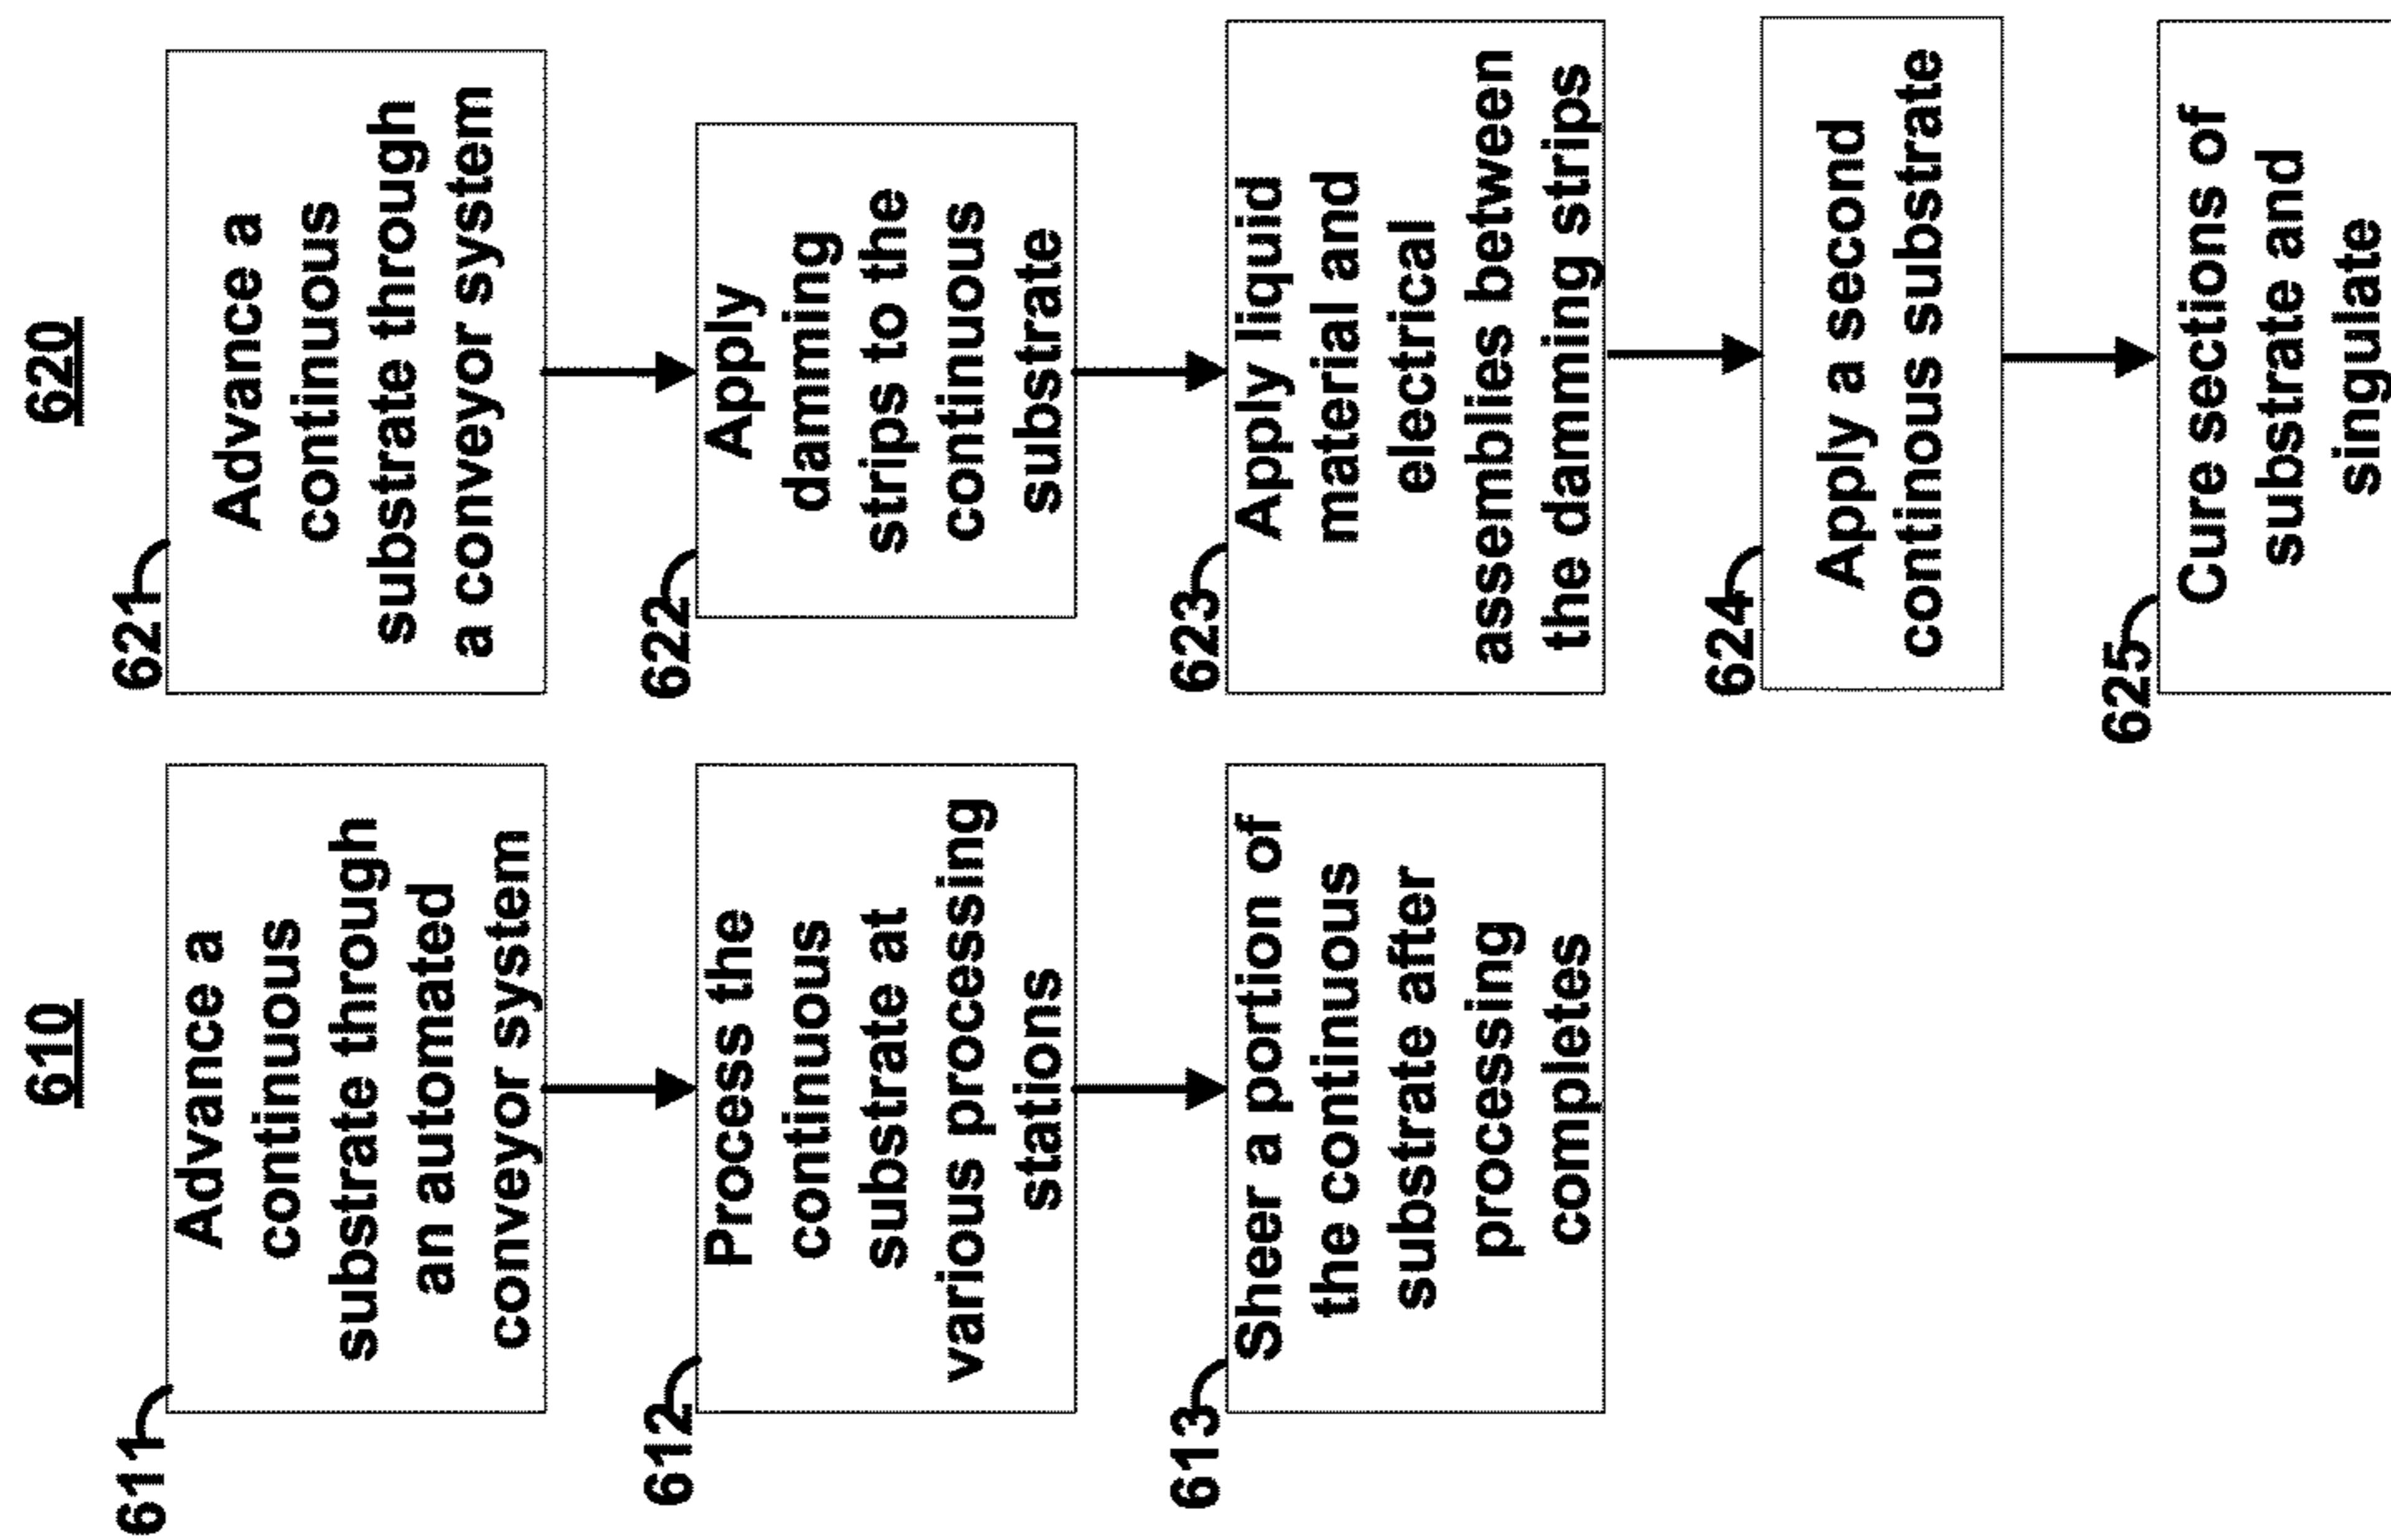 610
611
Advance a
continuous
substrate through
an automated
conveyor system
612
Process the
continuous
substrate at
various processing
stations
613
Sheer a portion of
the continuous
substrate after
processing
completes
620
621
Advance a
continuous
substrate through
a conveyor system
622
Apply
damming
strips to the
continuous
substrate
623
Apply liquid
material and
electrical
assemblies between
the damming strips
624
Apply a second
continous substrate
625
Cure sections of
substrate and
singulate